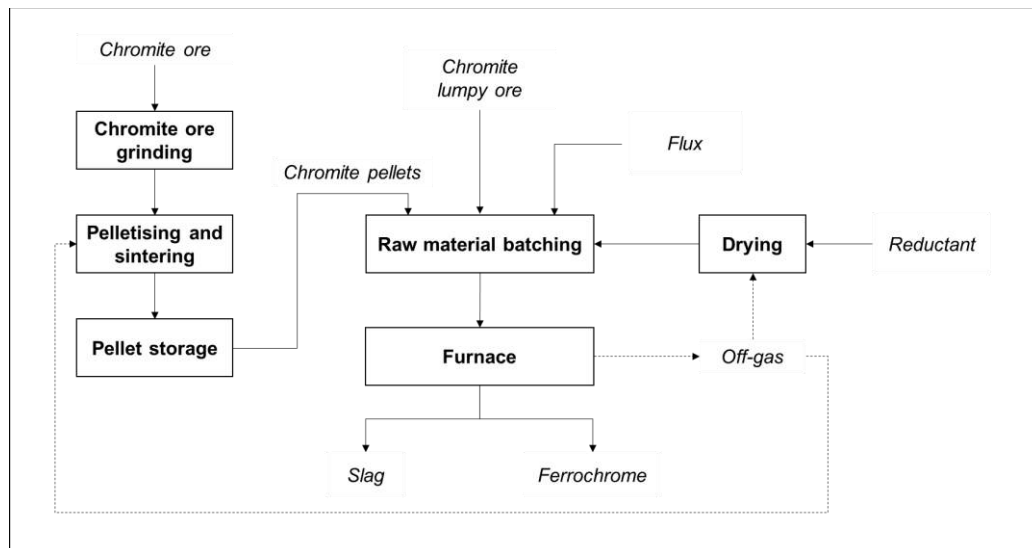 Chromite ore
Chromite
lumpy ore
Chromite ore
grinding
Flux
Chromite pellets
Pelletising and
sintering
Raw material batching
Drying
Reductant
Pellet storage
Furnace
Off-gas
Slag
Ferrochrome